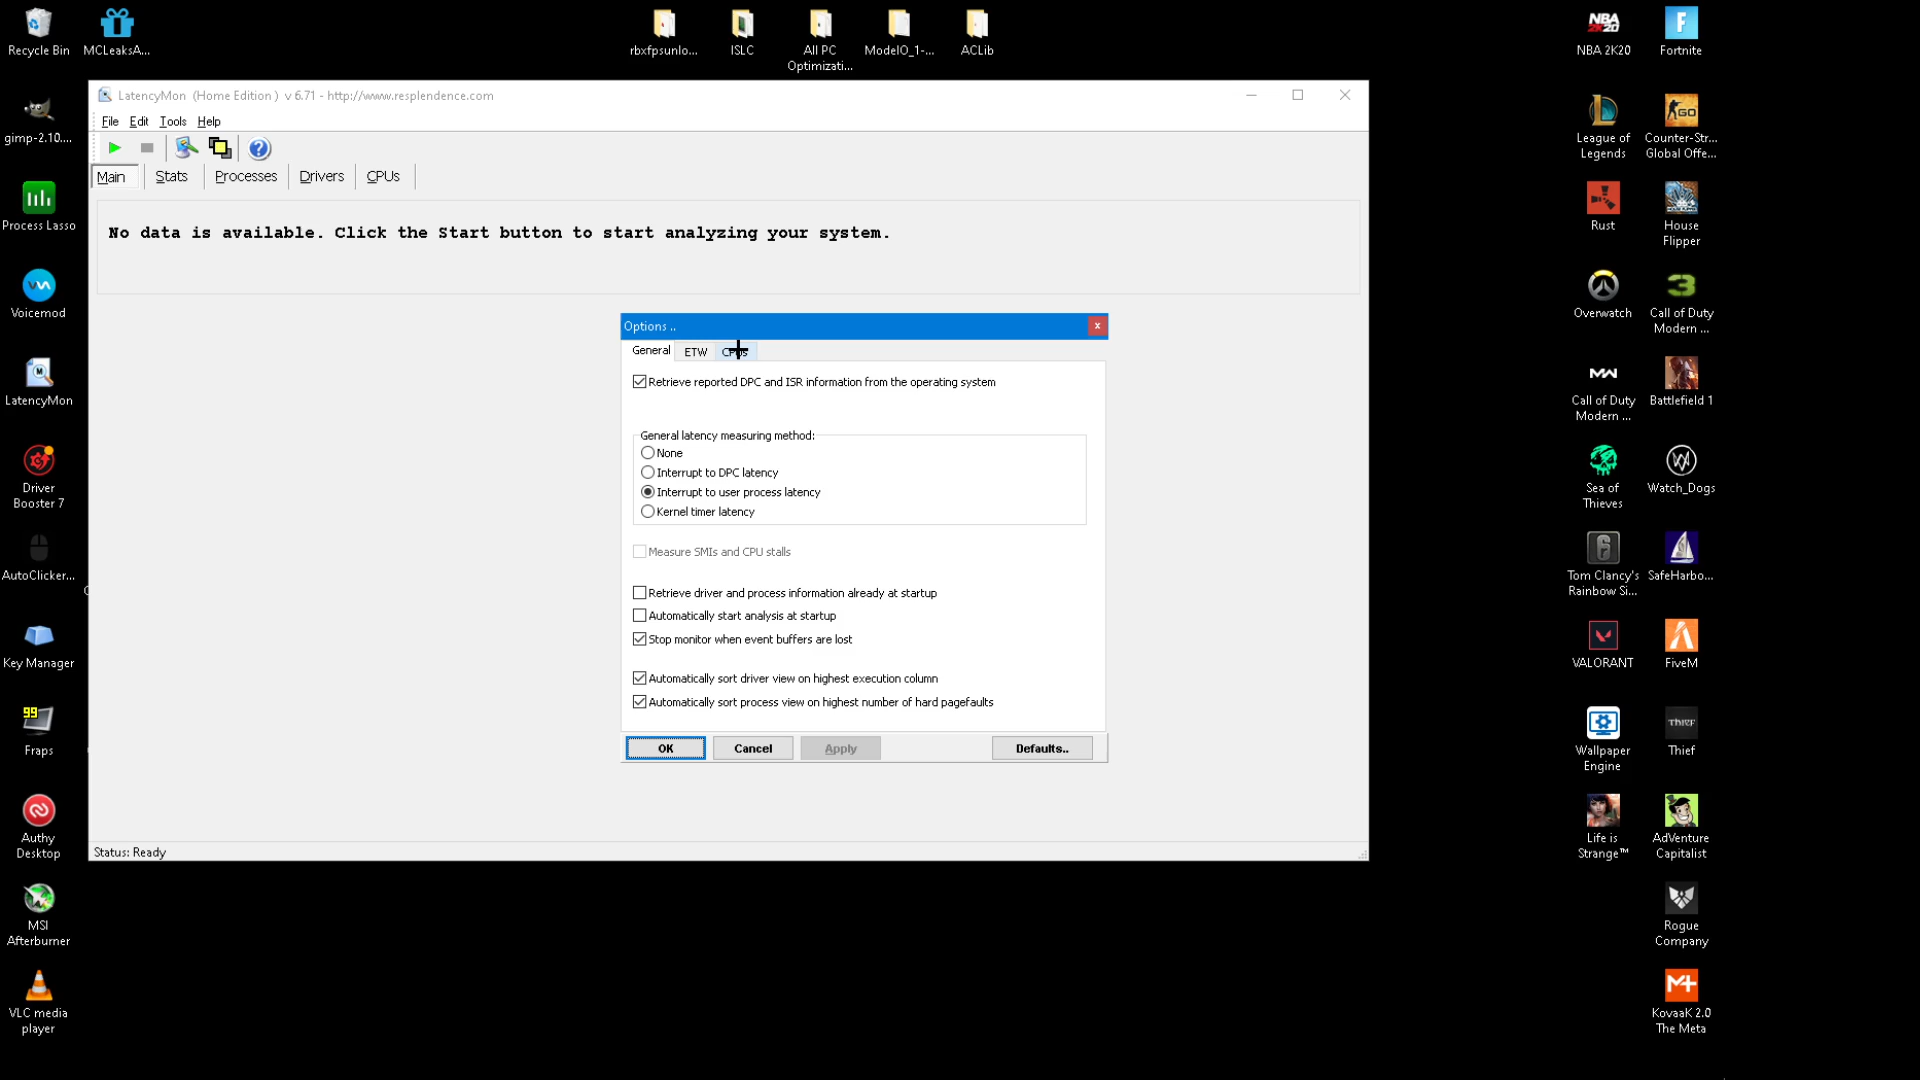 Recycle Bin
MCLeaksA...
rbxfpsunlo...
ISLC
All PC
Optimizati...
ModelO_1-...
ACLib
NBA 2K20
Fortnite
LatencyMon (Home Edition ) v 6.71 - http://www.resplendence.com
File Edit Tools Help
Main Stats Processes Drivers CPUs
No data is available. Click the Start button to start analyzing your system.
Options ..
General ETW CPUs
Retrieve reported DPC and ISR information from the operating system
General latency measuring method:
None
Interrupt to DPC latency
Interrupt to user process latency
Kernel timer latency
Measure SMIs and CPU stalls
Retrieve driver and process information already at startup
Automatically start analysis at startup
Stop monitor when event buffers are lost
Automatically sort driver view on highest execution column
Automatically sort process view on highest number of hard pagefaults
OK Cancel Apply Defaults..
Status: Ready
gimp-2.10....
Process Lasso
Voicemod
LatencyMon
Driver
Booster 7
AutoClicker...
Key Manager
99
Fraps
Authy
Desktop
MSI
Afterburner
VLC media
player
League of
Legends
Counter-Str...
Global Offe...
Rust
House
Flipper
Overwatch
Call of Duty
Modern ...
Call of Duty
Modern ...
Battlefield 1
Sea of
Thieves
Watch_Dogs
Tom Clancy's
Rainbow Si...
SafeHarbo...
VALORANT
FiveM
Wallpaper
Engine
THIEF
Thief
Life is
Strange™
AdVenture
Capitalist
Rogue
Company
KovaaK 2.0
The Meta